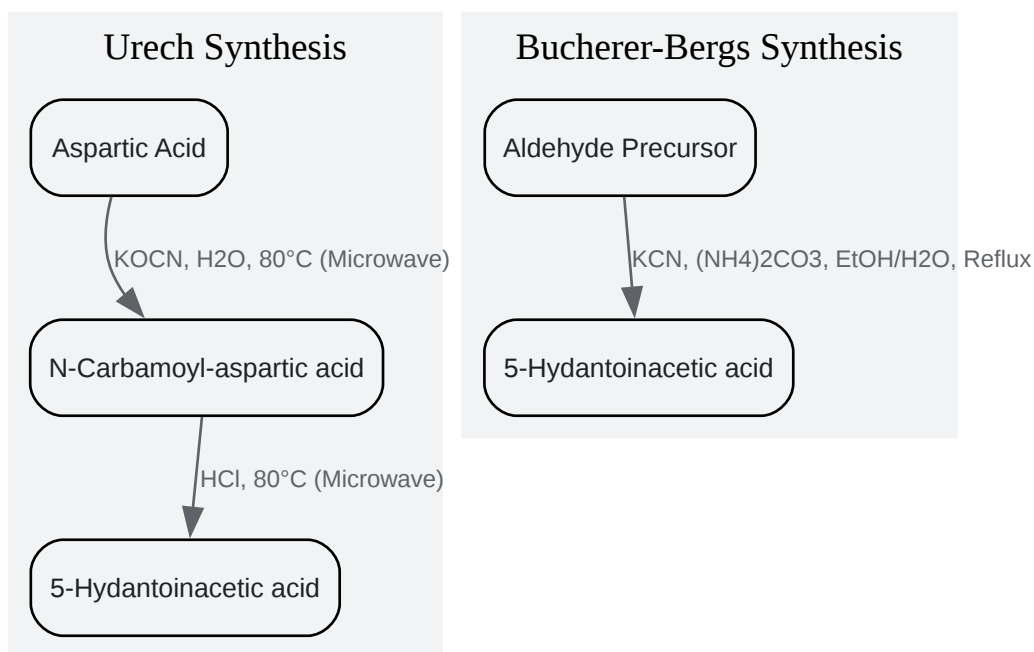 Urech Synthesis
Aspartic Acid
KOCN, H2O, 80°C (Microwave)
N-Carbamoyl-aspartic acid
HCl, 80°C (Microwave)
5-Hydantoinacetic acid
Bucherer-Bergs Synthesis
Aldehyde Precursor
KCN, (NH4)2CO3, EtOH/H2O, Reflux
5-Hydantoinacetic acid